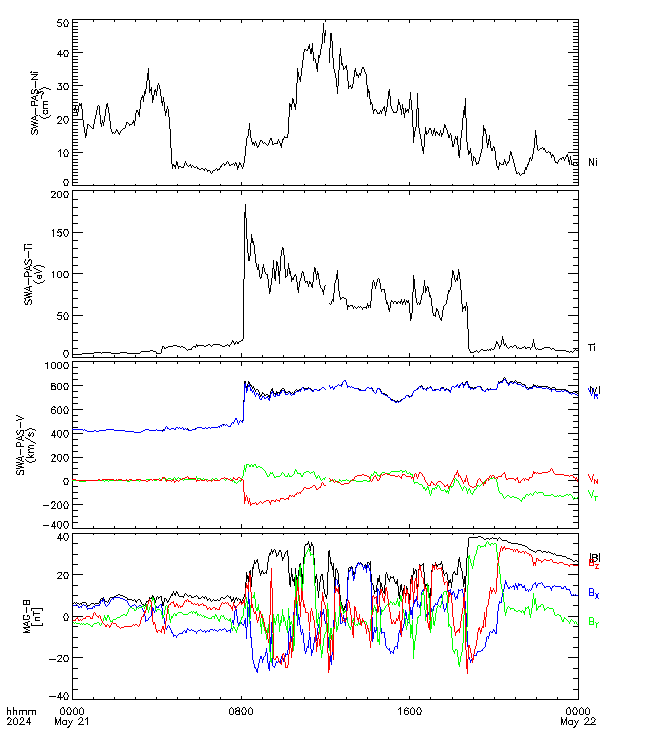 50
40
30
20
10
0
SWA-PAS-Ni
(cm-3)
Ni
200
150
100
50
0
SWA-PAS-Ti
(eV)
Ti
1000
800
600
400
200
0
-200
-400
SWA-PAS-V
(km/s)
|V|
VR
VN
VT
40
20
0
-20
-40
MAG-B
[nT]
|B|
BZ
BX
BY
hhmm
2024
0000
May 21
0800
1600
0000
May 22